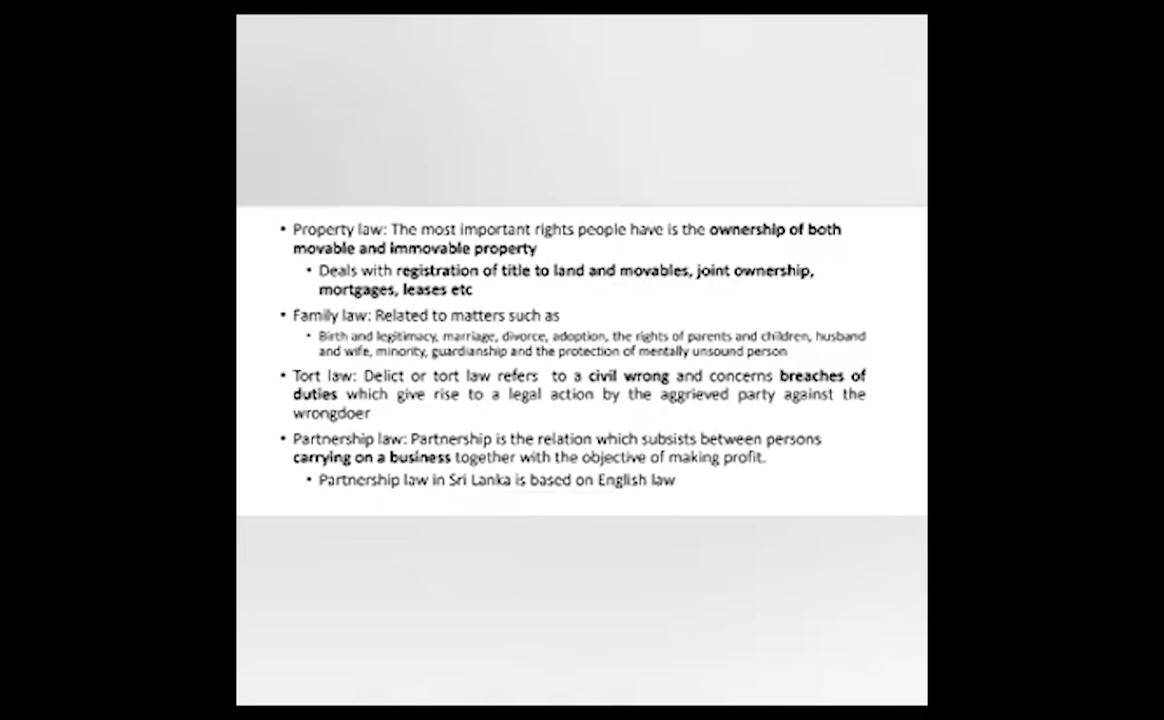 • Property law: The most important rights people have is the ownership of both
movable and immovable property
• Deals with registration of title to land and movables, joint ownership,
mortgages, leases etc
• Family law: Related to matters such as
• Birth and legitimacy, marriage, divorce, adoption, the rights of parents and children, husband
and wife, minority, guardianship and the protection of mentally unsound person
• Tort law: Delict or tort law refers to a civil wrong and concerns breaches of
duties which give rise to a legal action by the aggrieved party against the
wrongdoer
• Partnership law: Partnership is the relation which subsists between persons
carrying on a business together with the objective of making profit.
• Partnership law in Sri Lanka is based on English law